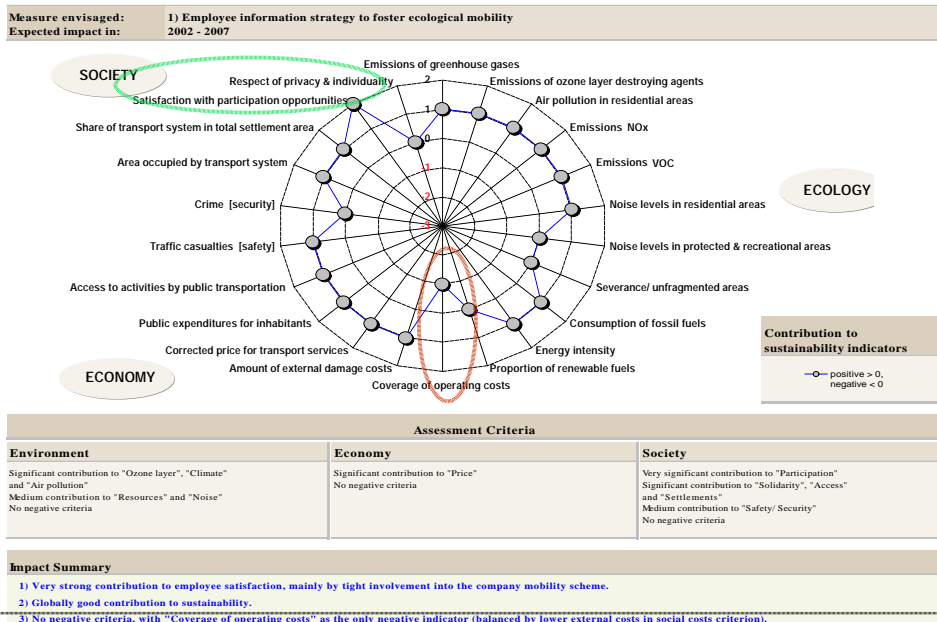 Measure envisaged: 1) Employee information strategy to foster ecological mobility
Expected impact in: 2002 - 2007
SOCIETY
Emissions of greenhouse gases
Respect of privacy & individuality
2
Emissions of ozone layer destroying agents
Satisfaction with participation opportunities
1
Air pollution in residential areas
Share of transport system in total settlement area
0
Emissions NOx
Area occupied by transport system
-1
Emissions VOC
ECOLOGY
Crime [security]
-2
Noise levels in residential areas
-3
Traffic casualties [safety]
Noise levels in protected & recreational areas
Access to activities by public transportation
Severance/ unfragmented areas
Public expenditures for inhabitants
Consumption of fossil fuels
Corrected price for transport services
Energy intensity
Amount of external damage costs
Proportion of renewable fuels
ECONOMY
Coverage of operating costs
Contribution to
sustainability indicators
positive > 0,
negative < 0
Assessment Criteria
Environment
Significant contribution to "Ozone layer", "Climate"
and "Air pollution"
Medium contribution to "Resources" and "Noise"
No negative criteria
Economy
Significant contribution to "Price"
No negative criteria
Society
Very significant contribution to "Participation"
Significant contribution to "Solidarity", "Access"
and "Settlements"
Medium contribution to "Safety/ Security"
No negative criteria
Impact Summary
1) Very strong contribution to employee satisfaction, mainly by tight involvement into the company mobility scheme.
2) Globally good contribution to sustainability.
3) No negative criteria, with "Coverage of operating costs" as the only negative indicator (balanced by lower external costs in social costs criterion).